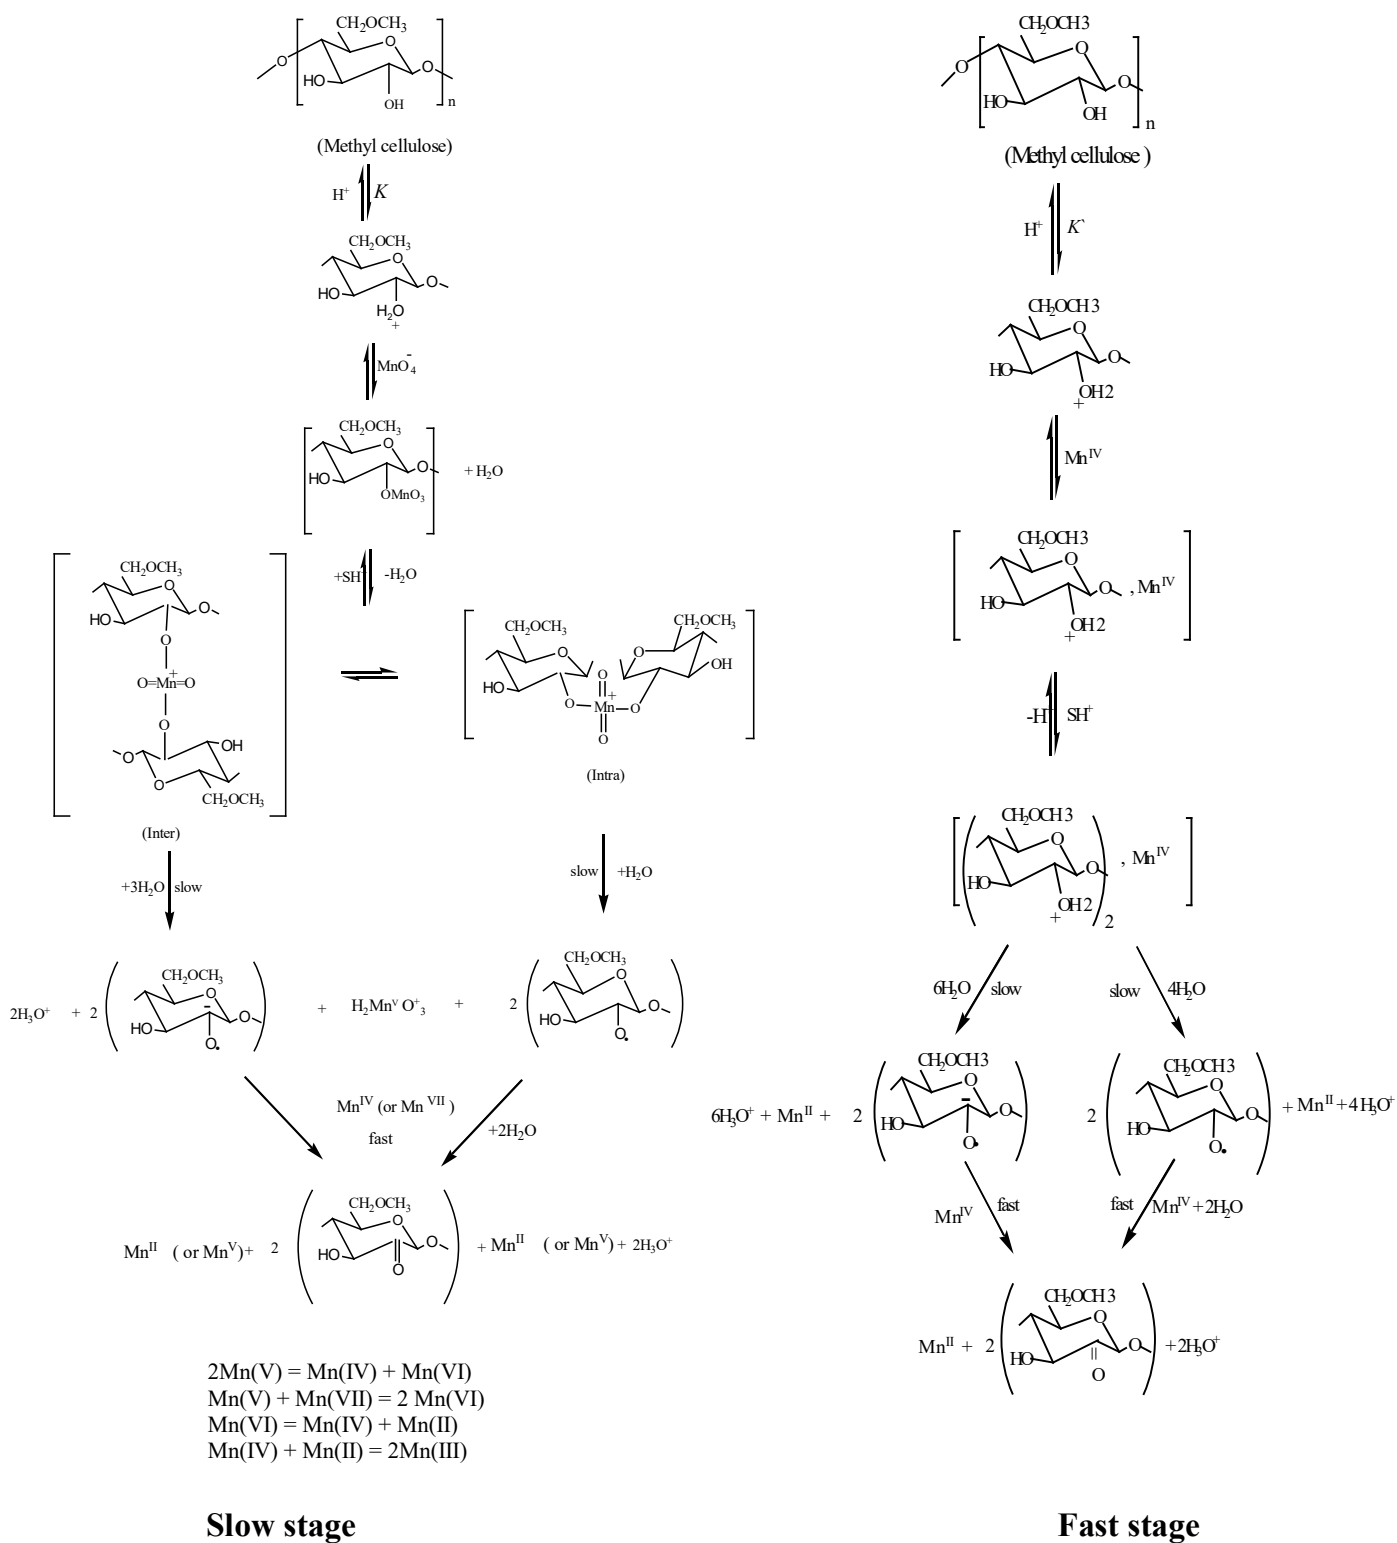 CH2OCH3
O
O
HO
O
OH
n
(Methyl cellulose)
H+ K
CH2OCH3
O
O
HO
H2O
+
MnO4-
CH2OCH3
O
O
HO
OMnO3
+ H2O
+SH+ -H2O
CH2OCH3
O
HO
O
O
+
O=Mn=O
O
O
OH
O
CH2OCH3
(Inter)
CH2OCH3
O
HO
CH2OCH3
O
OH
O
O
+
Mn
O
O
(Intra)
+3H2O slow
slow +H2O
2H3O+ + 2
CH2OCH3
O
-
O
HO
O•
+ H2MnV O+3 +
2
CH2OCH3
O
O
HO
O•
MnIV (or Mn VII )
fast
+2H2O
MnII ( or MnV)+ 2
CH2OCH3
O
O
HO
O
+ MnII ( or MnV) + 2H3O+
2Mn(V) = Mn(IV) + Mn(VI)
Mn(V) + Mn(VII) = 2 Mn(VI)
Mn(VI) = Mn(IV) + Mn(II)
Mn(IV) + Mn(II) = 2Mn(III)
Slow stage
CH2OCH3
O
O
HO
O
OH
n
(Methyl cellulose )
H+ K`
CH2OCH3
O
O
HO
OH2
+
MnIV
CH2OCH3
O
O
HO
OH2
+
, MnIV
-H+ SH+
CH2OCH3
O
O
HO
OH2
+
2
, MnIV
6H2O slow
slow 4H2O
6H3O+ + MnII + 2
CH2OCH3
O
-
O
HO
O•
2
CH2OCH3
O
O
HO
O•
+ MnII +4H3O+
MnIV fast
fast MnIV +2H2O
MnII + 2
CH2OCH3
O
O
HO
O
+2H3O+
Fast stage